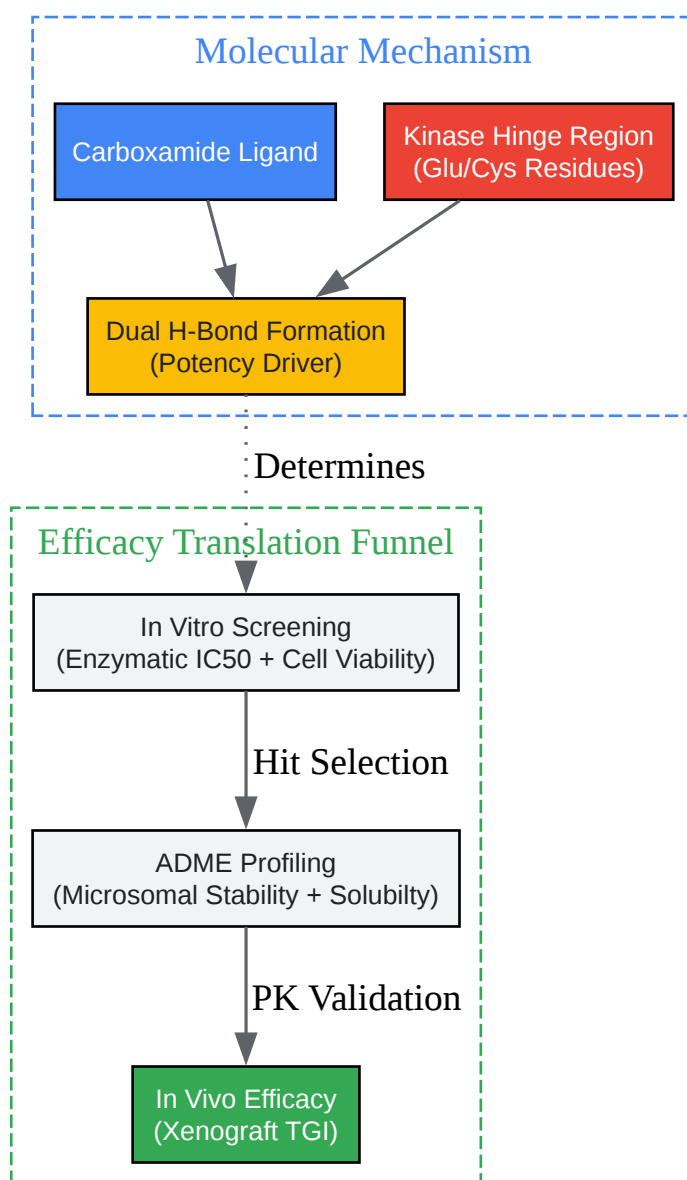 Molecular Mechanism
Carboxamide Ligand
Kinase Hinge Region
(Glu/Cys Residues)
Dual H-Bond Formation
(Potency Driver)
Determines
Efficacy Translation Funnel
In Vitro Screening
(Enzymatic IC50 + Cell Viability)
Hit Selection
ADME Profiling
(Microsomal Stability + Solubilty)
PK Validation
In Vivo Efficacy
(Xenograft TGI)